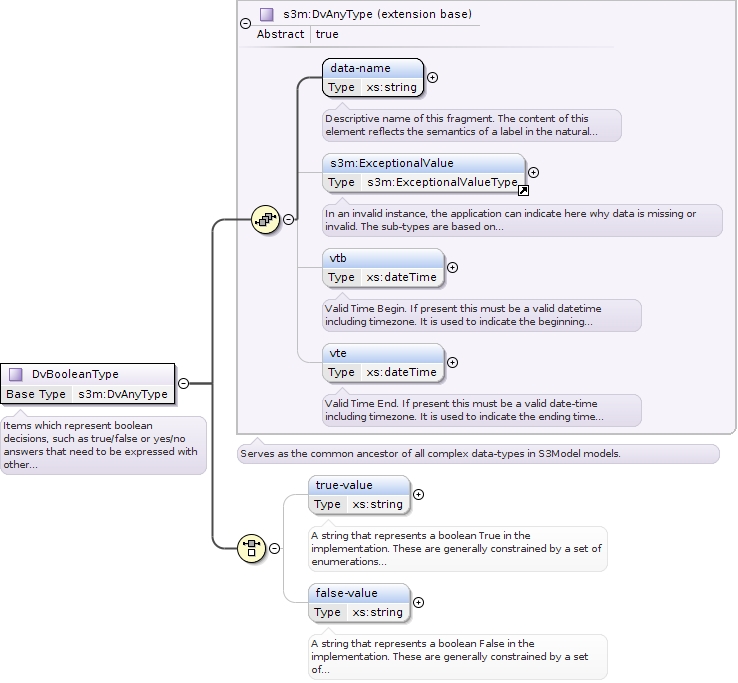 s3m:DvAnyType (extension base)
Abstract true
data-name
Type xs:string
Descriptive name of this fragment. The content of this
element reflects the semantics of a label in the natural...
s3m:ExceptionalValue
Type s3m:ExceptionalValueType
In an invalid instance, the application can indicate here why data is missing or
invalid. The sub-types are based on...
vtb
Type xs:dateTime
Valid Time Begin. If present this must be a valid datetime
including timezone. It is used to indicate the beginning...
vte
Type xs:dateTime
Valid Time End. If present this must be a valid date-time
including timezone. It is used to indicate the ending time...
DvBooleanType
Base Type s3m:DvAnyType
Items which represent boolean
decisions, such as true/false or yes/no
answers that need to be expressed with
other...
Serves as the common ancestor of all complex data-types in S3Model models.
true-value
Type xs:string
A string that represents a boolean True in the
implementation. These are generally constrained by a set of
enumerations...
false-value
Type xs:string
A string that represents a boolean False in the
implementation. These are generally constrained by a set
of...